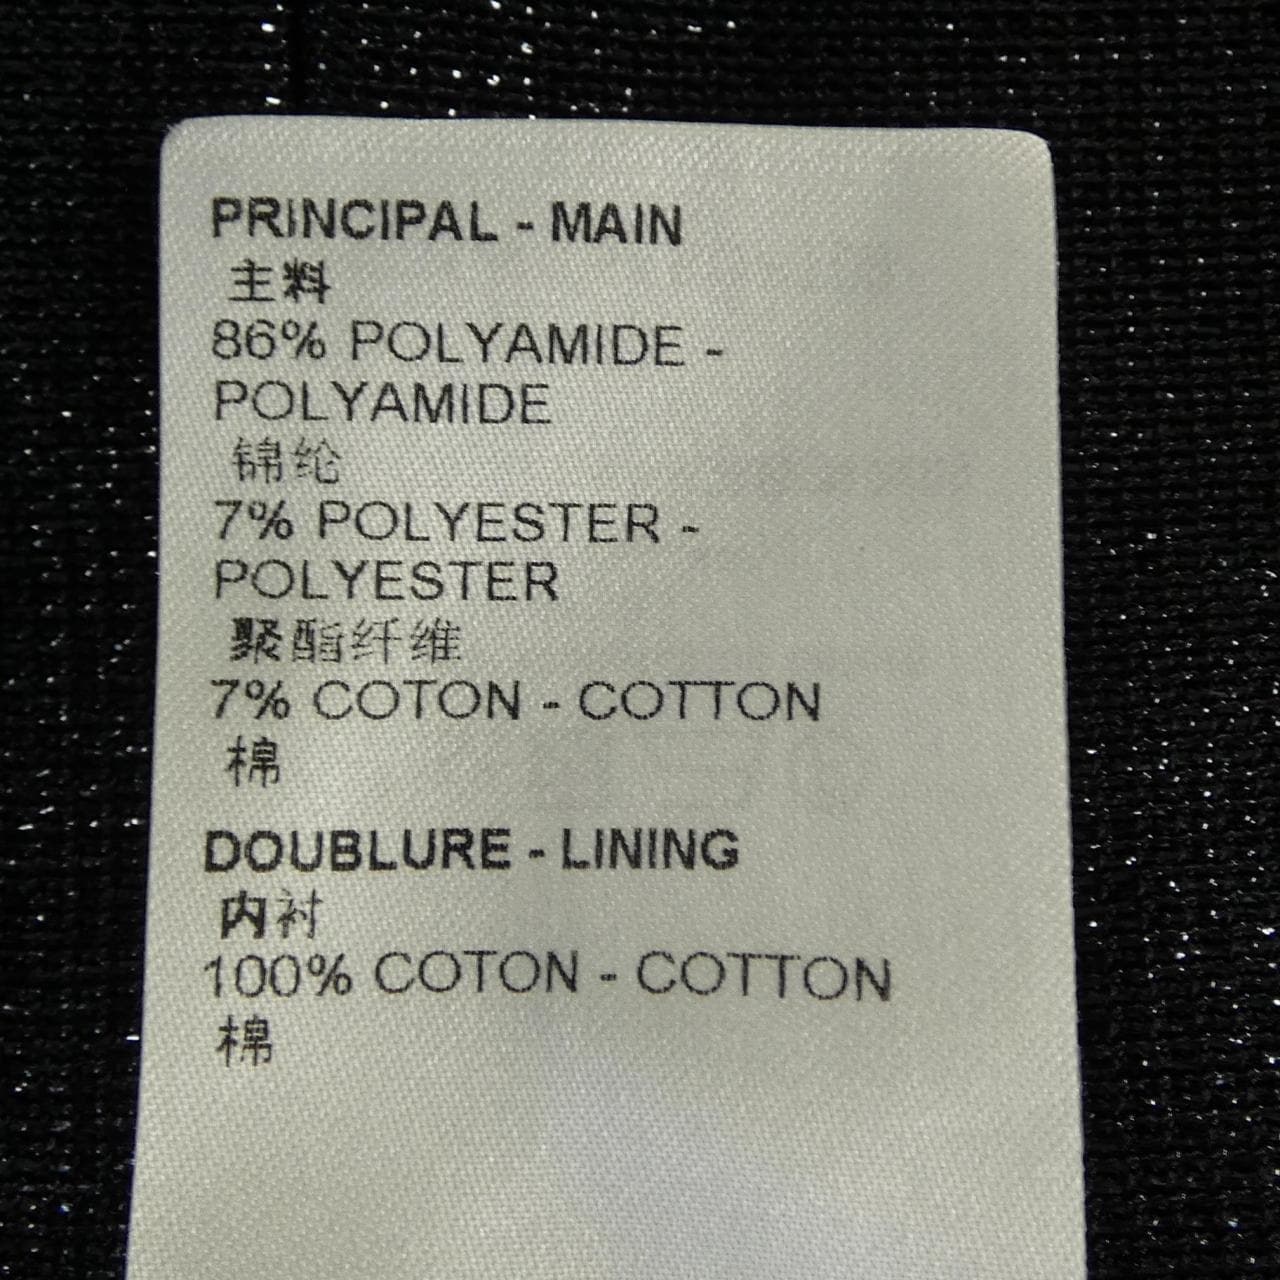 PRINCIPAL - MAIN
主料
86% POLYAMIDE -
POLYAMIDE
锦纶
7% POLYESTER -
POLYESTER
聚酯纤维
7% COTON - COTTON
棉
DOUBLURE - LINING
内衬
100% COTON - COTTON
棉